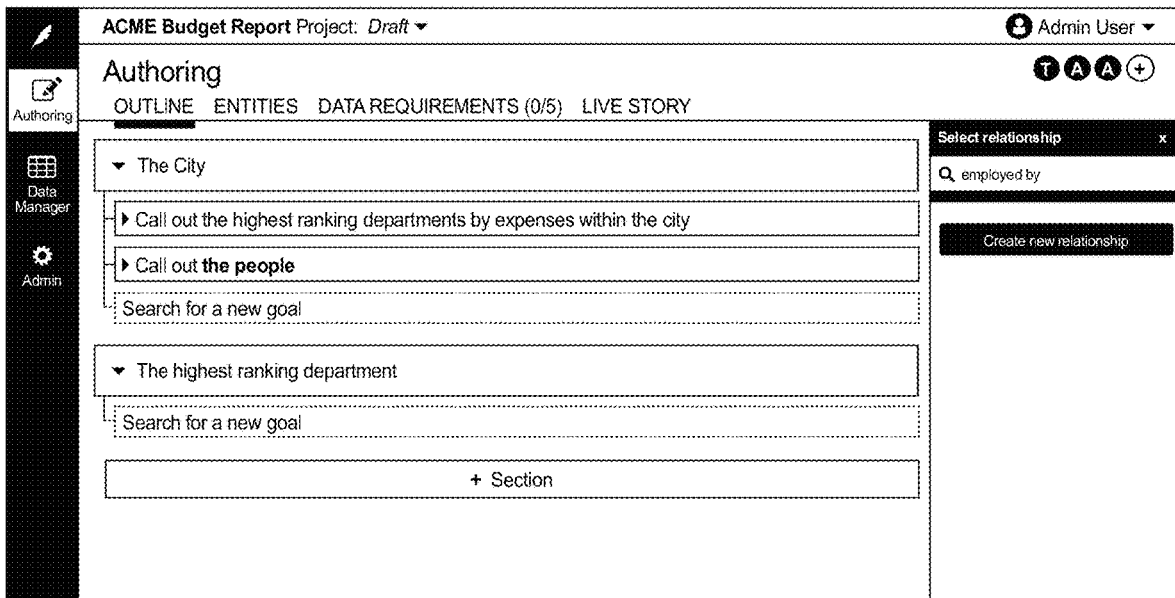 ACME Budget Report Project: Draft
Admin User
Authoring
T A A +
OUTLINE ENTITIES DATA REQUIREMENTS (0/5) LIVE STORY
Authoring
Data
Manager
Admin
The City
Call out the highest ranking departments by expenses within the city
Call out the people
Search for a new goal
The highest ranking department
Search for a new goal
+ Section
Select relationship x
employed by
Create new relationship